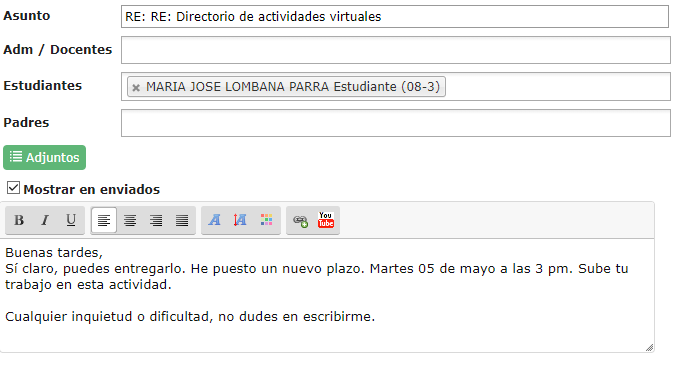 Asunto RE: RE: Directorio de actividades virtuales
Adm / Docentes
Estudiantes × MARIA JOSE LOMBANA PARRA Estudiante (08-3)
Padres
Adjuntos
Mostrar en enviados
B I U A A You Tube
Buenas tardes,
Sí claro, puedes entregarlo. He puesto un nuevo plazo. Martes 05 de mayo a las 3 pm. Sube tu
trabajo en esta actividad.
Cualquier inquietud o dificultad, no dudes en escribirme.